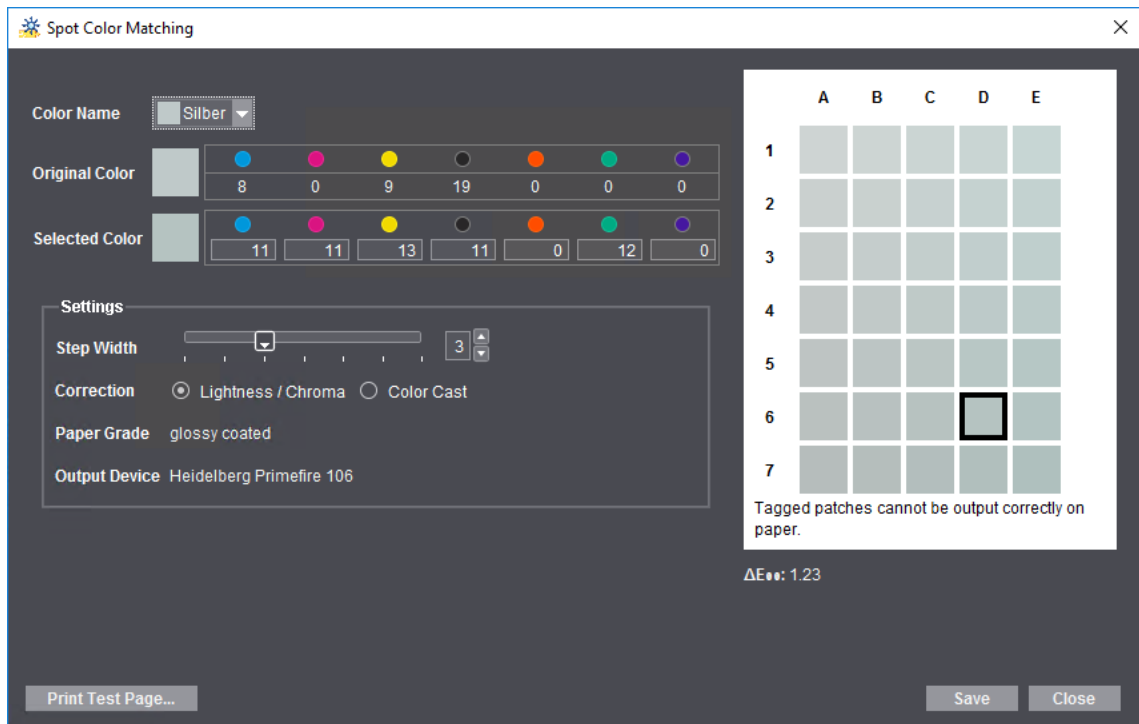 Spot Color Matching
Color Name Silber
Original Color 8 0 9 19 0 0 0
Selected Color 11 11 13 11 0 12 0
Settings
Step Width 3
Correction Lightness / Chroma Color Cast
Paper Grade glossy coated
Output Device Heidelberg Primefire 106
A B C D E
1
2
3
4
5
6
7
Tagged patches cannot be output correctly on
paper.
ΔE••: 1.23
Print Test Page...
Save Close